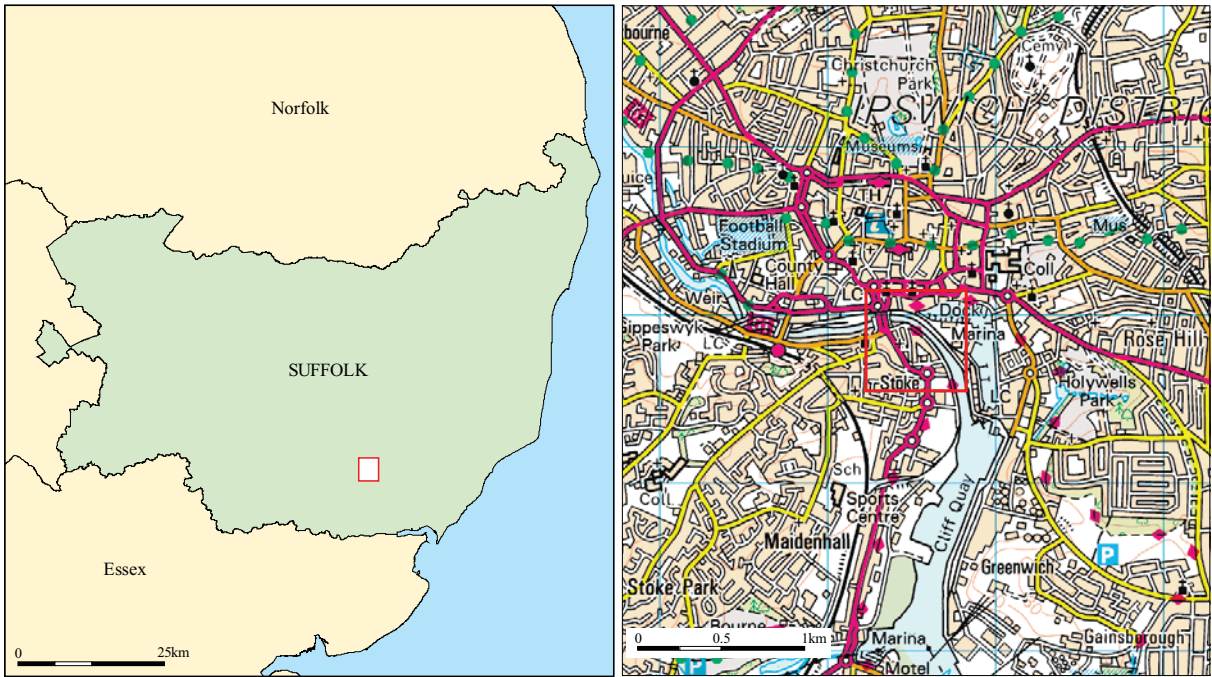 Norfolk
SUFFOLK
Essex
0
25km
bourne
Cemy
Christchurch
Park
IPSWICH DISTRIC
Museums
uice
TH
Football
Stadium
Mus
County
Hall
Coll
Weir
LC
Dock
Marina
Gippeswyk
Park
LC
Rose Hill
Stoke
Holywells
Park
Sch
Coll
Sports
Centre
Cliff Quay
Maidenhall
P
Greenwich
Stoke Park
Bourne
0
0.5
1km
Marina
Gainsborough
P
Motel